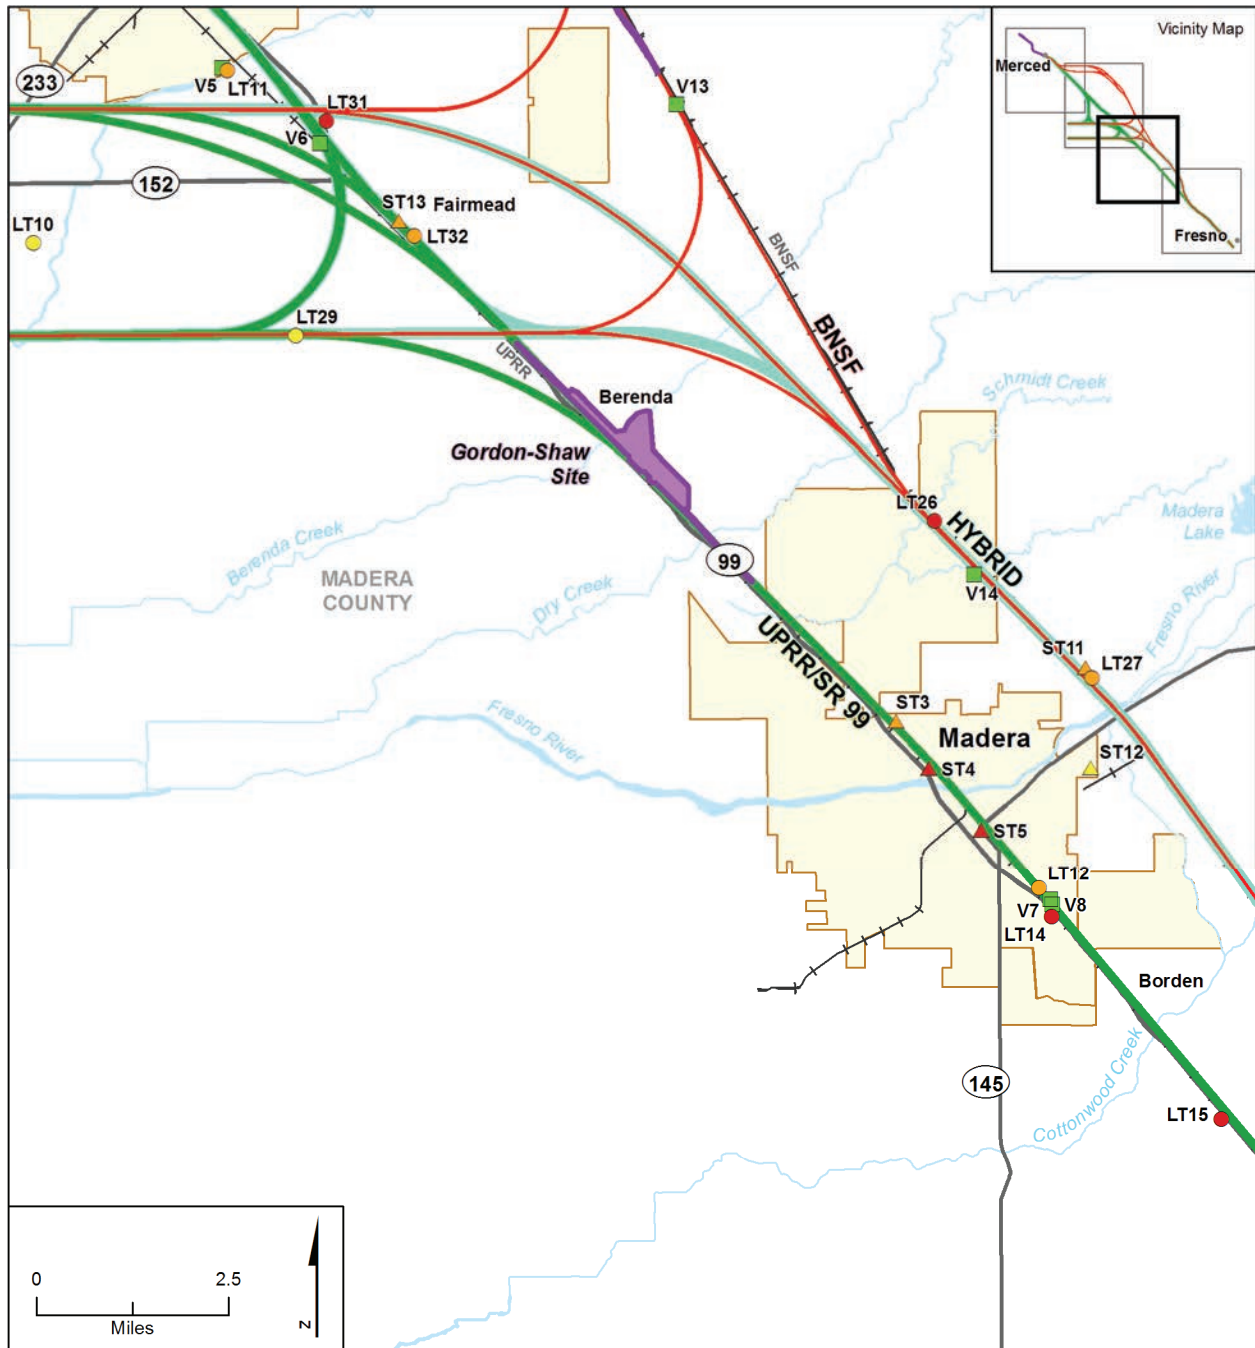 Vicinity Map
Merced
Fresno
233
V5
LT11
LT31
V6
V13
152
ST13
Fairmead
LT10
LT32
BNSF
BNSF
LT29
UPRR
Berenda
Schmidt Creek
Gordon-Shaw
Site
LT26
HYBRID
Madera
Lake
Berenda Creek
99
MADERA
COUNTY
Dry Creek
V14
Fresno River
UPRR/SR 99
ST11
LT27
Fresno River
ST3
Madera
ST12
ST4
ST5
LT12
V7
V8
LT14
Borden
145
Cottonwood Creek
LT15
0
2.5
Miles
Z